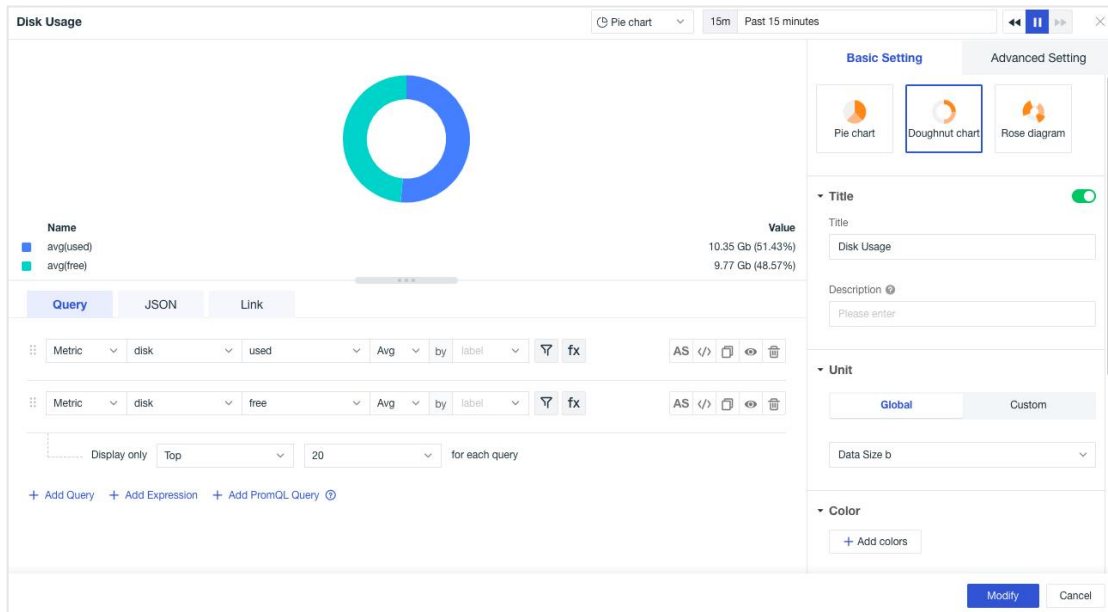 Disk Usage
Pie chart
15m Past 15 minutes
Basic Setting
Advanced Setting
Pie chart
Doughnut chart
Rose diagram
Title
Title
Disk Usage
Description
Please enter
Unit
Global
Custom
Data Size b
Color
+ Add colors
Name Value
avg(used) 10.35 Gb (51.43%)
avg(free) 9.77 Gb (48.57%)
Query JSON Link
Metric disk used Avg by label fx AS </>
Metric disk free Avg by label fx AS </>
Display only Top 20 for each query
+ Add Query + Add Expression + Add PromQL Query
Modify Cancel